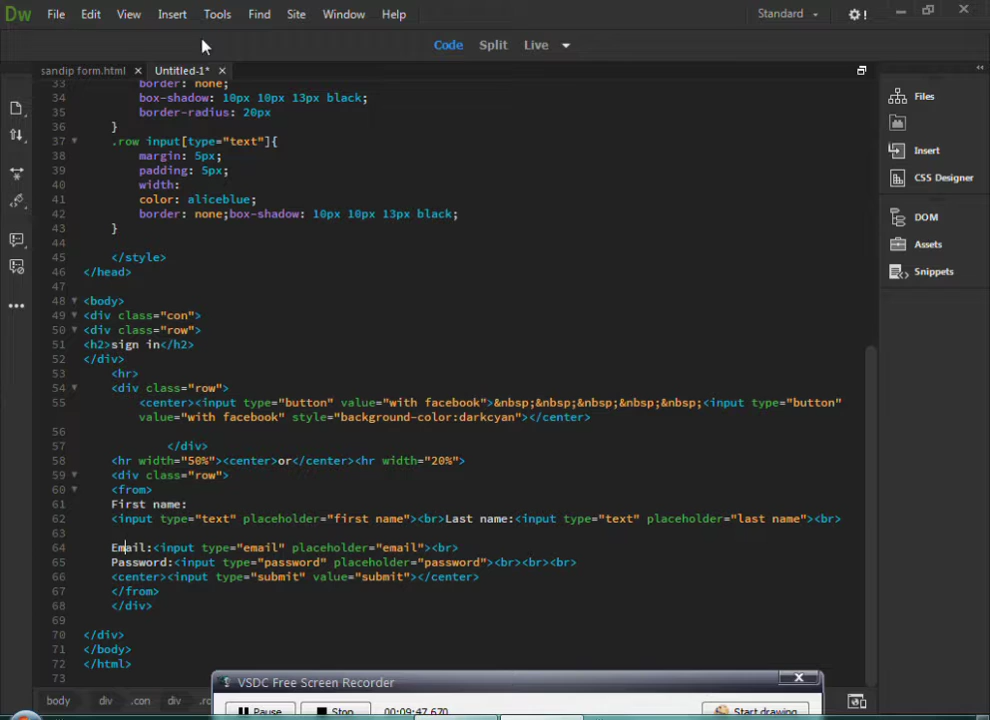 Dw File Edit View Insert Tools Find Site Window Help Standard
Code Split Live
sandip form.html Untitled-1*
33 border: none;
34 box-shadow: 10px 10px 13px black;
35 border-radius: 20px
36 }
37 .row input[type="text"]{
38 margin: 5px;
39 padding: 5px;
40 width:
41 color: aliceblue;
42 border: none;box-shadow: 10px 10px 13px black;
43 }
44
45 </style>
46 </head>
47
48 <body>
49 <div class="con">
50 <div class="row">
51 <h2>sign in</h2>
52 </div>
53 <hr>
54 <div class="row">
55 <center><input type="button" value="with facebook">&nbsp;&nbsp;&nbsp;&nbsp;&nbsp;<input type="button"
value="with facebook" style="background-color:darkcyan"></center>
56
57 </div>
58 <hr width="50%"><center>or</center><hr width="20%">
59 <div class="row">
60 <from>
61 First name:
62 <input type="text" placeholder="first name"><br>Last name:<input type="text" placeholder="last name"><br>
63
64 Email:<input type="email" placeholder="email"><br>
65 Password:<input type="password" placeholder="password"><br><br><br>
66 <center><input type="submit" value="submit"></center>
67 </from>
68 </div>
69
70 </div>
71 </body>
72 </html>
73
body div .con div
Files
Insert
CSS Designer
DOM
Assets
Snippets
VSDC Free Screen Recorder
Pause Stop 00:09:47.670 Start drawing